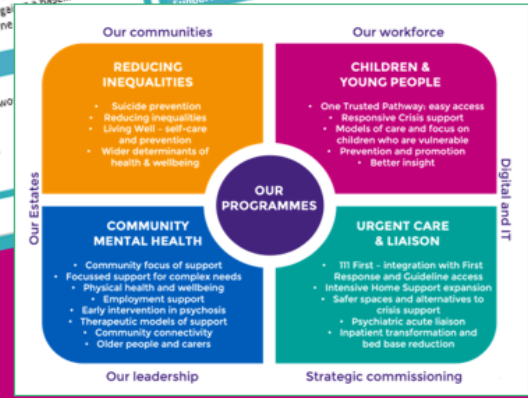 Our communities
Our workforce
REDUCING
INEQUALITIES
• Suicide prevention
• Reducing inequalities
• Living Well – self-care
and prevention
• Wider determinants of
health & wellbeing
CHILDREN &
YOUNG PEOPLE
• One Trusted Pathway: easy access
• Responsive Crisis support
• Models of care and focus on
children who are vulnerable
• Prevention and promotion
• Better insight
Our Estates
OUR
PROGRAMMES
Digital and IT
COMMUNITY
MENTAL HEALTH
• Community focus of support
• Focussed support for complex needs
• Physical health and wellbeing
• Employment support
• Early intervention in psychosis
• Therapeutic models of support
• Community connectivity
• Older people and carers
URGENT CARE
& LIAISON
• 111 First – integration with First
Response and Guideline access
• Intensive Home Support expansion
• Safer spaces and alternatives to
crisis support
• Psychiatric acute liaison
• Inpatient transformation and
bed base reduction
Our leadership
Strategic commissioning